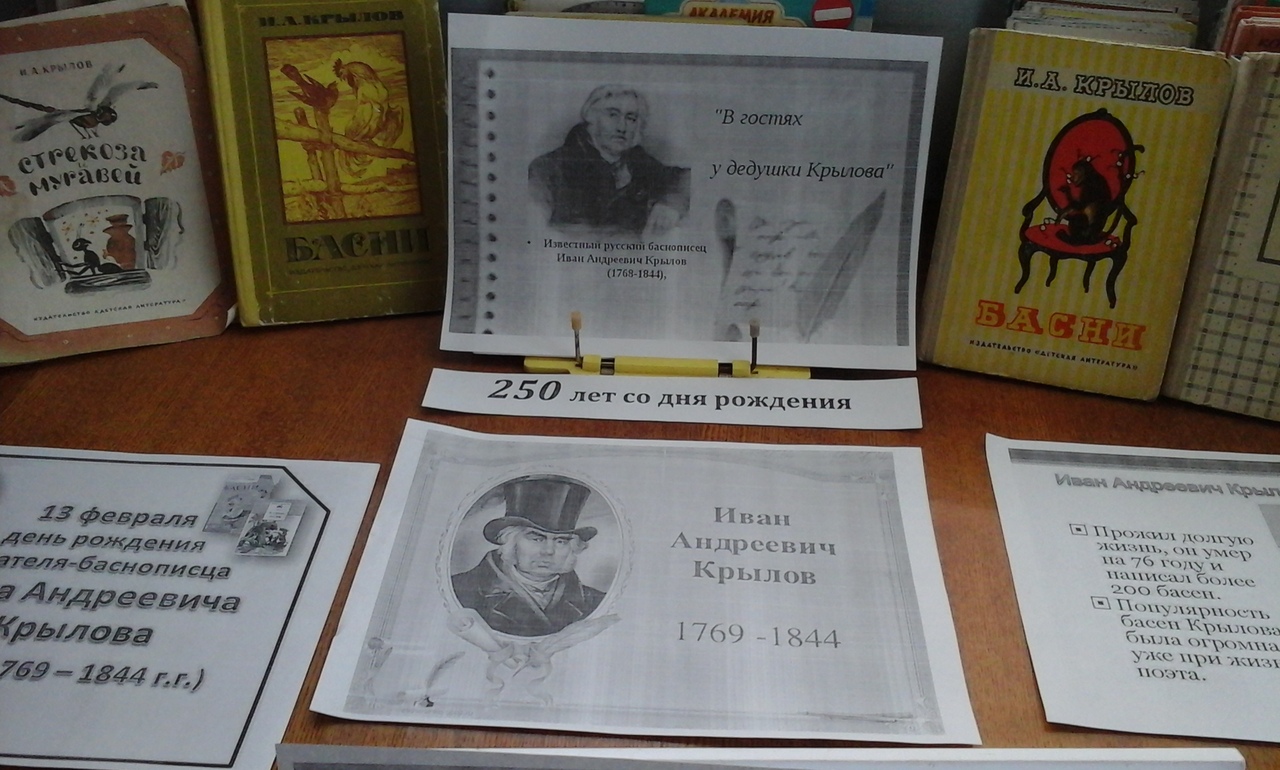 АКАДЕМИЯ
И.А.КРЫЛОВ
СТРЕКОЗА
и
МУРАВЕЙ
ИЗДАТЕЛЬСТВО «ДЕТСКАЯ ЛИТЕРАТУРА»
И.А.КРЫЛОВ
БАСНИ
"В гостях
у дедушки Крылова"
• Известный русский баснописец
Иван Андреевич Крылов
(1768-1844),
И.А. КРЫЛОВ
БАСНИ
ИЗДАТЕЛЬСТВО «ДЕТСКАЯ ЛИТЕРАТУРА»
250 лет со дня рождения
13 февраля
день рождения
ателя-баснописца
а Андреевича
Крылова
769 – 1844 г.г.)
Иван
Андреевич
Крылов
1769 -1844
Иван Андреевич Крыл
Прожил долгую
жизнь, он умер
на 76 году и
написал более
200 басен.
Популярность
басен Крылова
была огромна
уже при жизн
поэта.